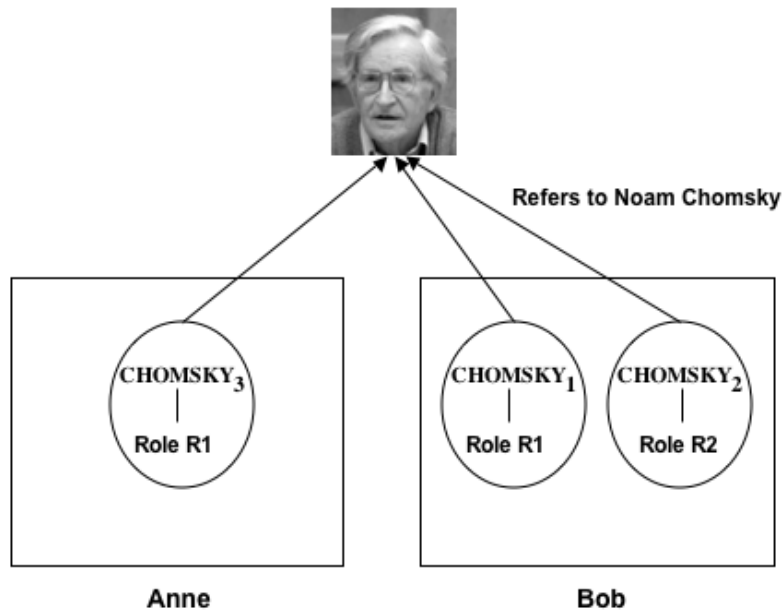 Refers to Noam Chomsky
CHOMSKY3
Role R1
CHOMSKY1
Role R1
CHOMSKY2
Role R2
Anne
Bob